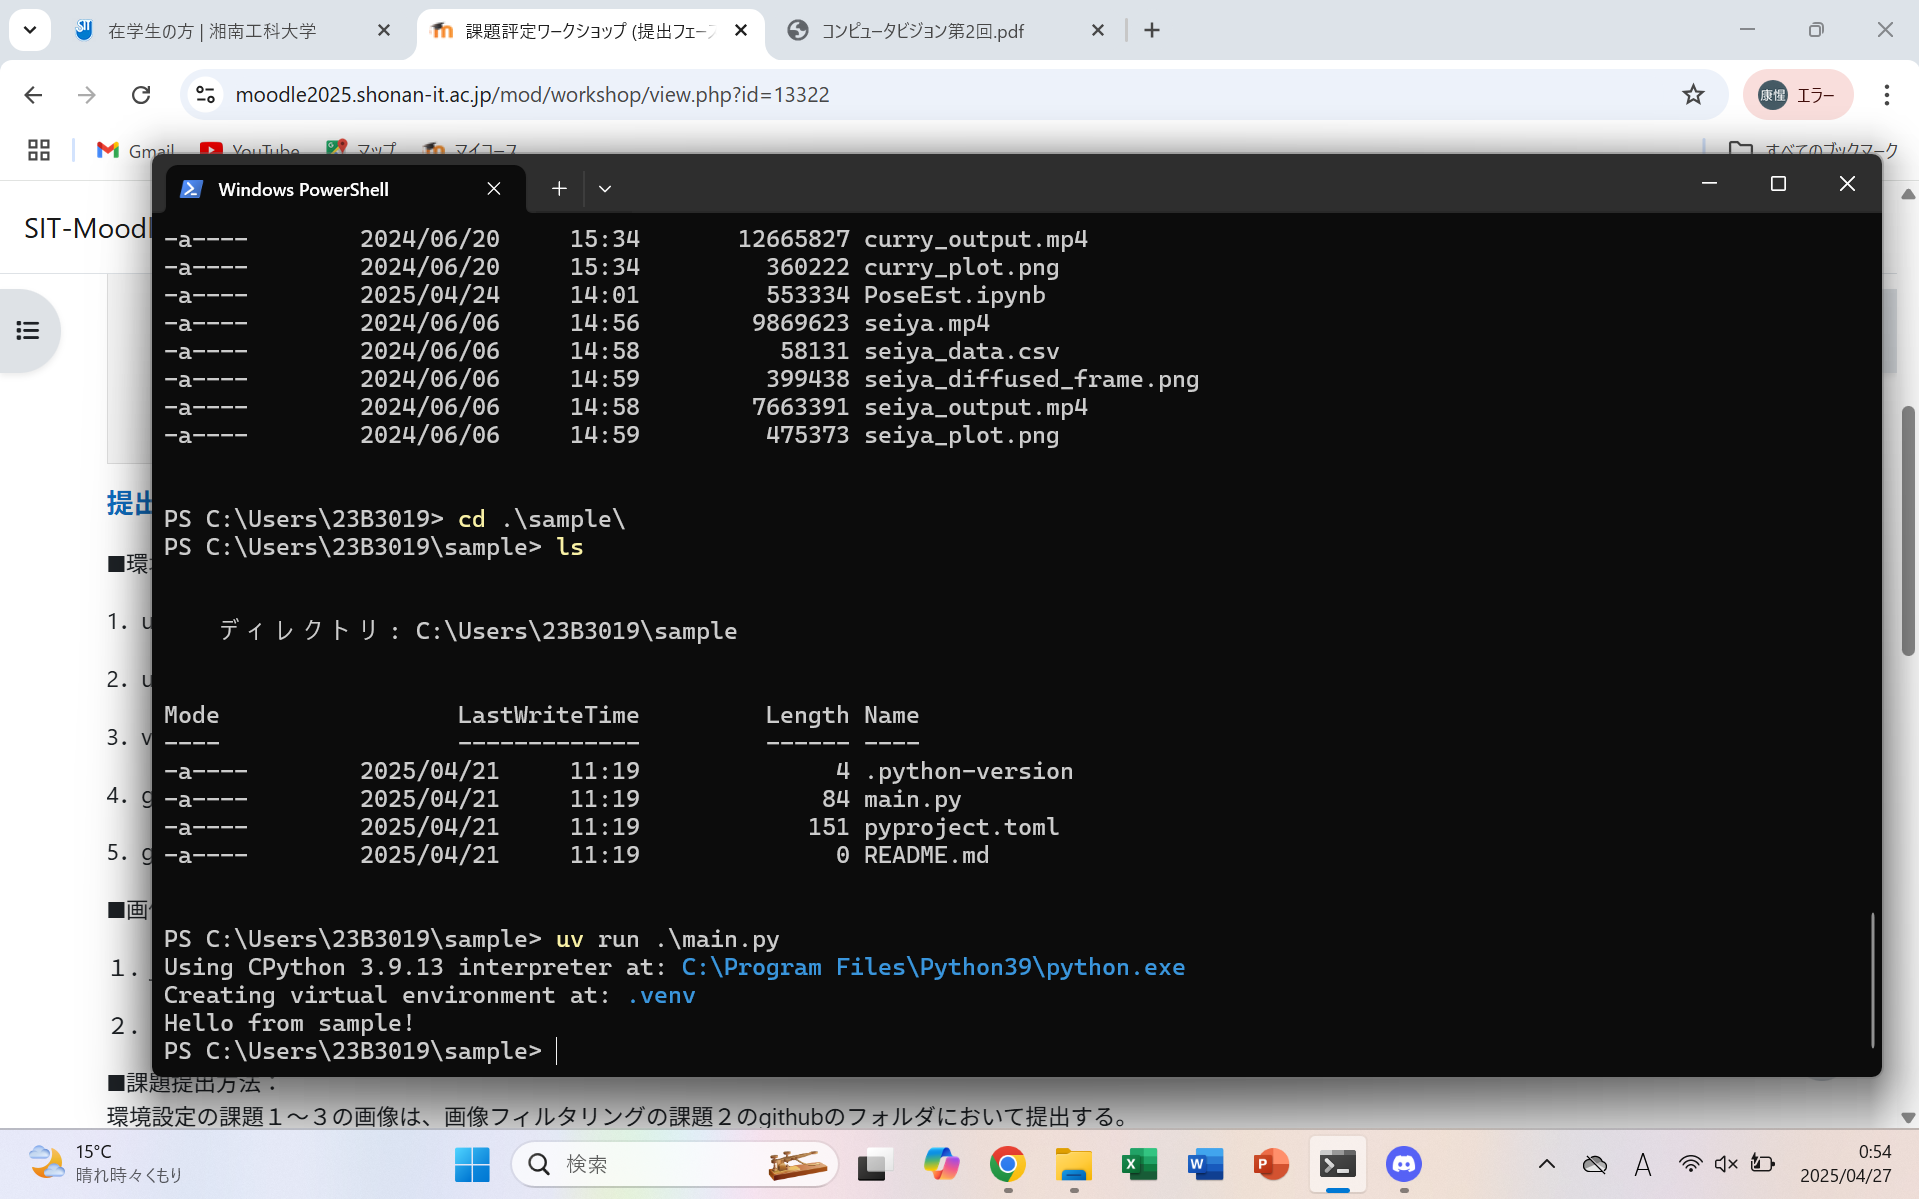 在学生の方 | 湘南工科大学
課題評定ワークショップ (提出フェー
コンピュータビジョン第2回.pdf
moodle2025.shonan-it.ac.jp/mod/workshop/view.php?id=13322
康惺 エラー
Gmail YouTube マップ マイコース すべてのブックマーク
Windows PowerShell
SIT-Moodl
-a---- 2024/06/20 15:34 12665827 curry_output.mp4
-a---- 2024/06/20 15:34 360222 curry_plot.png
-a---- 2025/04/24 14:01 553334 PoseEst.ipynb
-a---- 2024/06/06 14:56 9869623 seiya.mp4
-a---- 2024/06/06 14:58 58131 seiya_data.csv
-a---- 2024/06/06 14:59 399438 seiya_diffused_frame.png
-a---- 2024/06/06 14:58 7663391 seiya_output.mp4
-a---- 2024/06/06 14:59 475373 seiya_plot.png
提出
PS C:\Users\23B3019> cd .\sample\
PS C:\Users\23B3019\sample> ls
■環
1. u
ディレクトリ: C:\Users\23B3019\sample
2. u
Mode LastWriteTime Length Name
3. v
---- ------------- ------ ----
-a---- 2025/04/21 11:19 4 .python-version
4. g
-a---- 2025/04/21 11:19 84 main.py
-a---- 2025/04/21 11:19 151 pyproject.toml
5. g
-a---- 2025/04/21 11:19 0 README.md
■画
PS C:\Users\23B3019\sample> uv run .\main.py
１.
Using CPython 3.9.13 interpreter at: C:\Program Files\Python39\python.exe
Creating virtual environment at: .venv
２.
Hello from sample!
PS C:\Users\23B3019\sample>
■課題提出方法：
環境設定の課題１～３の画像は、画像フィルタリングの課題２のgithubのフォルダにおいて提出する。
15°C
晴れ時々くもり
検索
A
0:54
2025/04/27